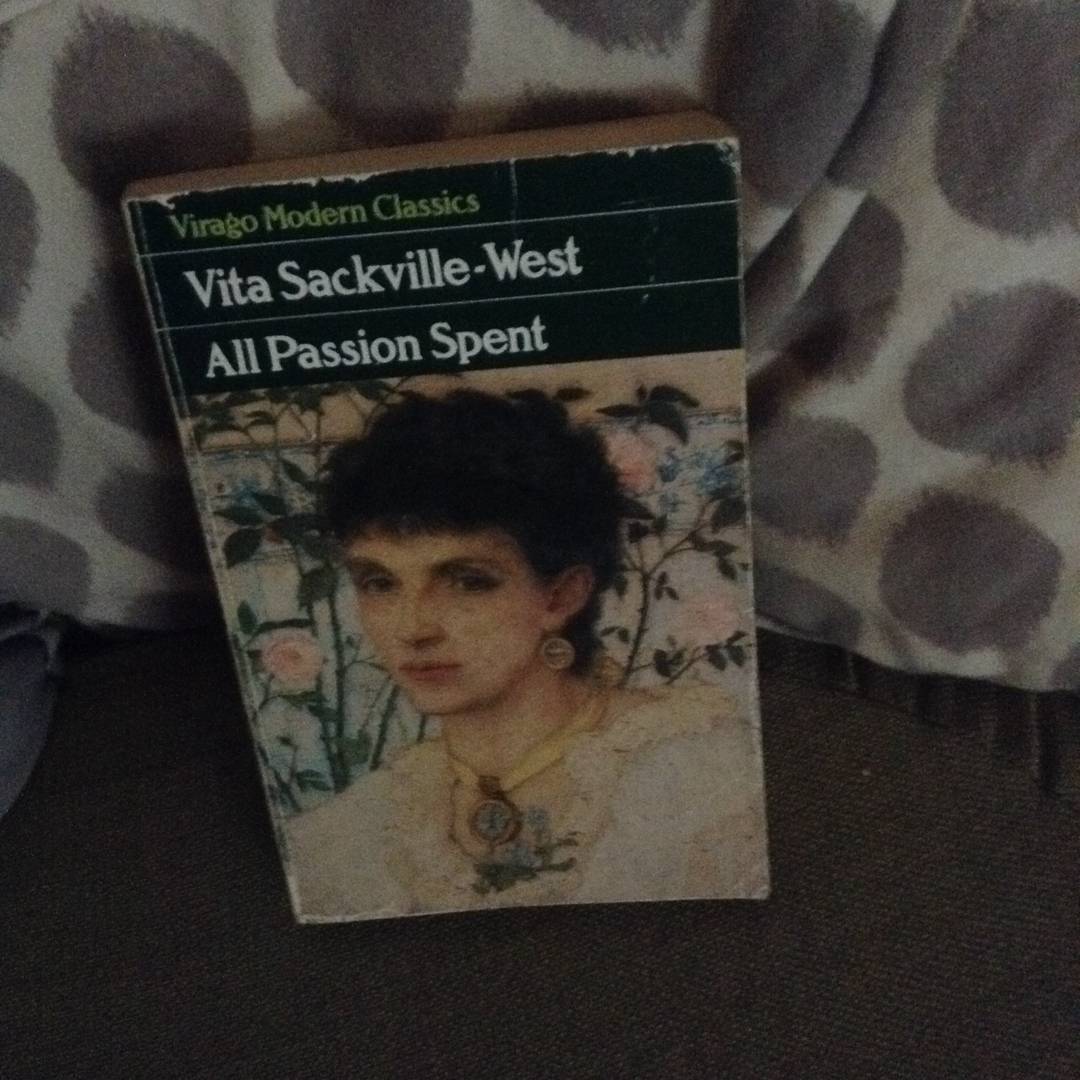 Virago Modern Classics
Vita Sackville-West
All Passion Spent